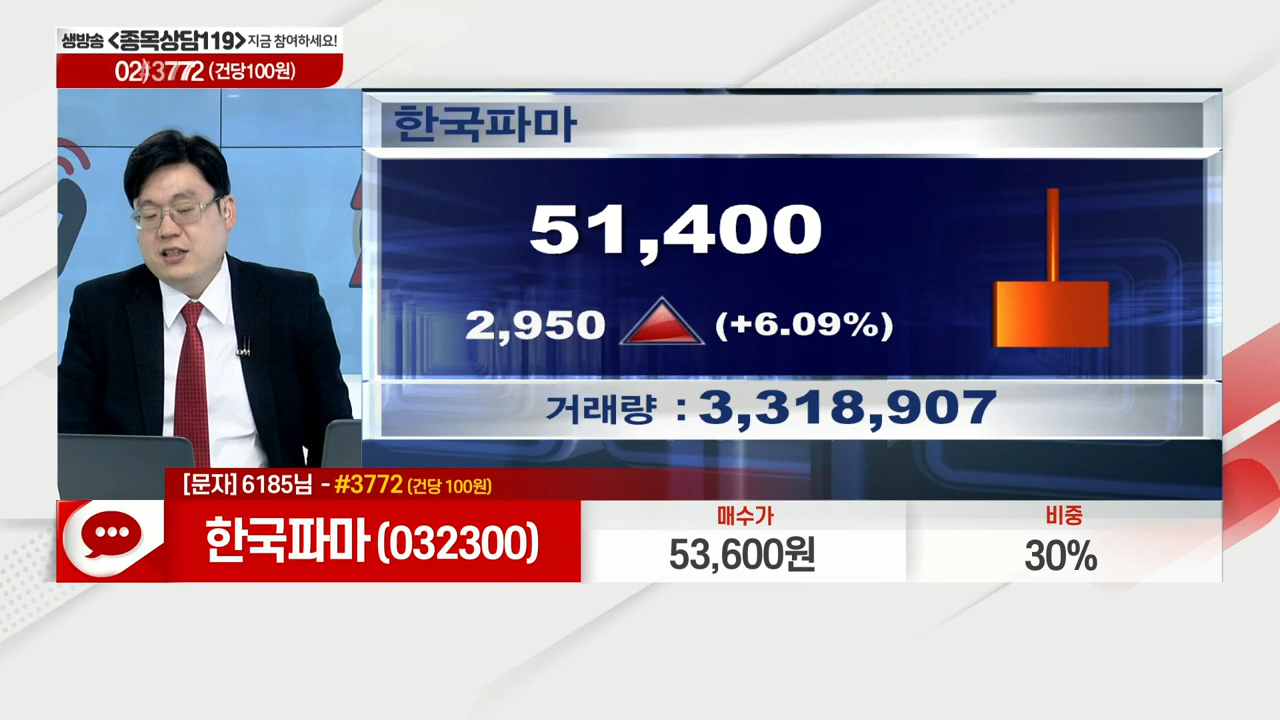 생방송 <종목상담119> 지금 참여하세요!
#3772 (건당100원)
한국파마
51,400
2,950 (+6.09%)
거래량 : 3,318,907
[문자] 6185님 - #3772 (건당 100원)
한국파마 (032300)
매수가
53,600원
비중
30%